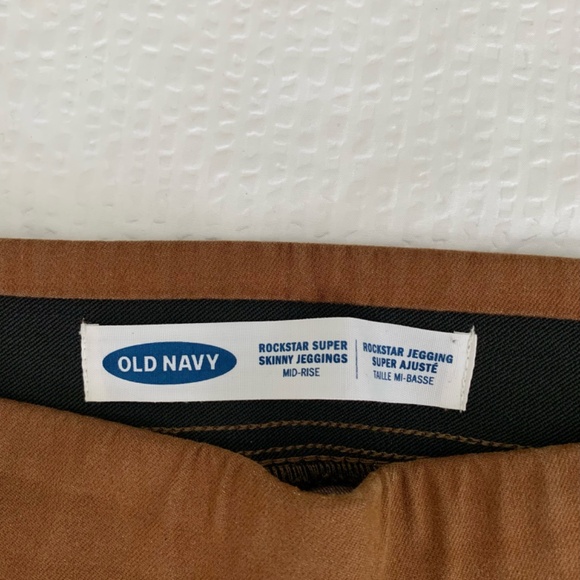 OLD NAVY
ROCKSTAR SUPER
SKINNY JEGGINGS
MID-RISE
ROCKSTAR JEGGING
SUPER AJUSTÉ
TAILLE MI-BASSE